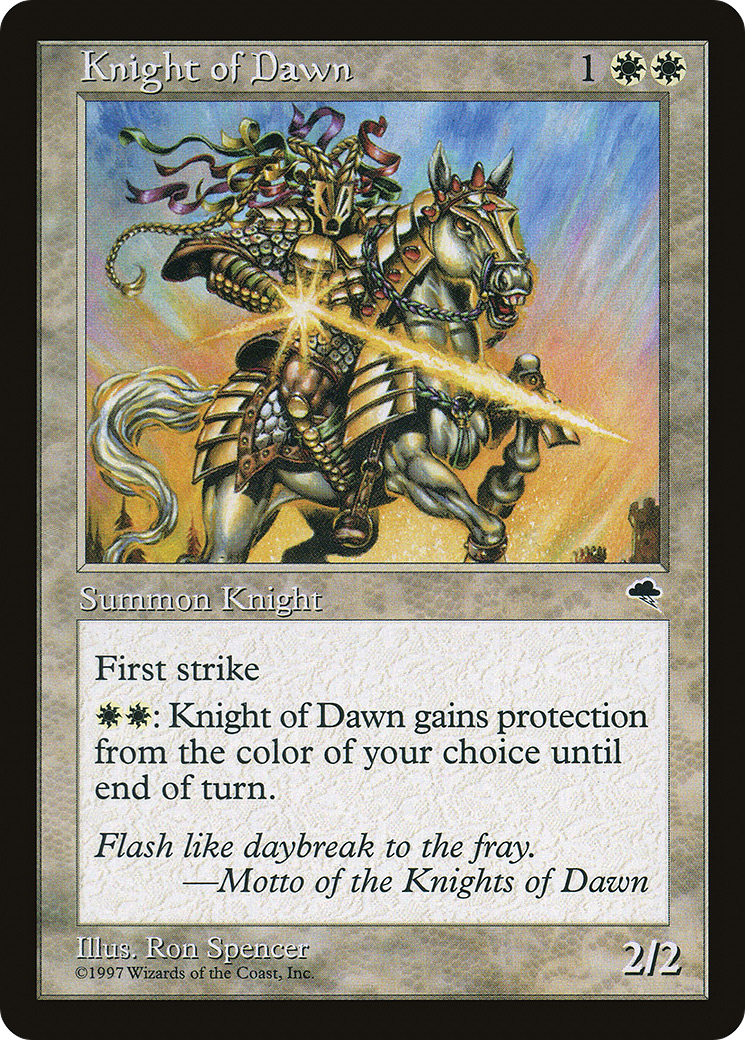 Knight of Dawn 1
Summon Knight
First strike
: Knight of Dawn gains protection
from the color of your choice until
end of turn.
Flash like daybreak to the fray.
—Motto of the Knights of Dawn
Illus. Ron Spencer
©1997 Wizards of the Coast, Inc.
2/2